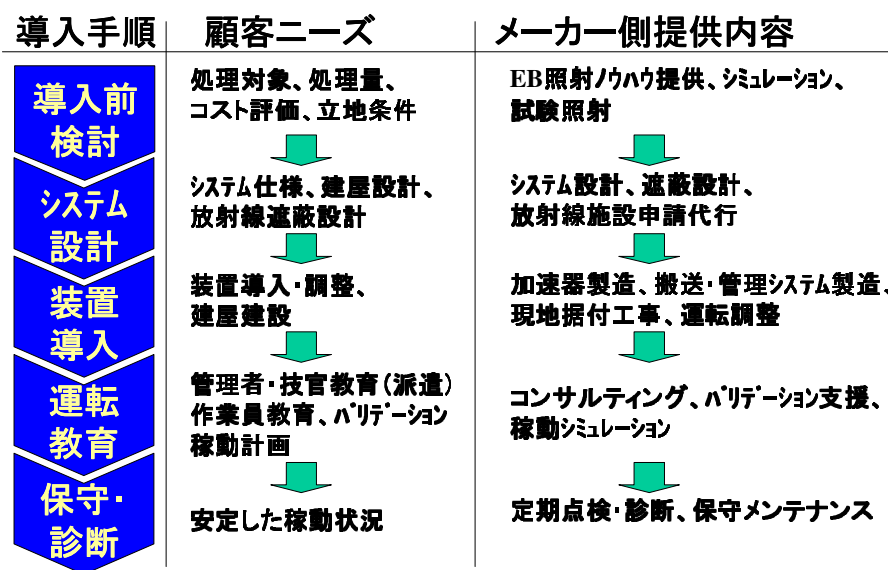 導入手順 顧客ニーズ メーカー側提供内容
導入前
検討
処理対象、処理量、
コスト評価、立地条件
EB照射ノウハウ提供、シミュレーション、
試験照射
システム
設計
システム仕様、建屋設計、
放射線遮蔽設計
システム設計、遮蔽設計、
放射線施設申請代行
装置
導入
装置導入・調整、
建屋建設
加速器製造、搬送・管理システム製造、
現地据付工事、運転調整
運転
教育
管理者・技官教育(派遣)
作業員教育、バリデーション
稼動計画
コンサルティング、バリデーション支援、
稼動シミュレーション
保守・
診断
安定した稼動状況
定期点検・診断、保守メンテナンス